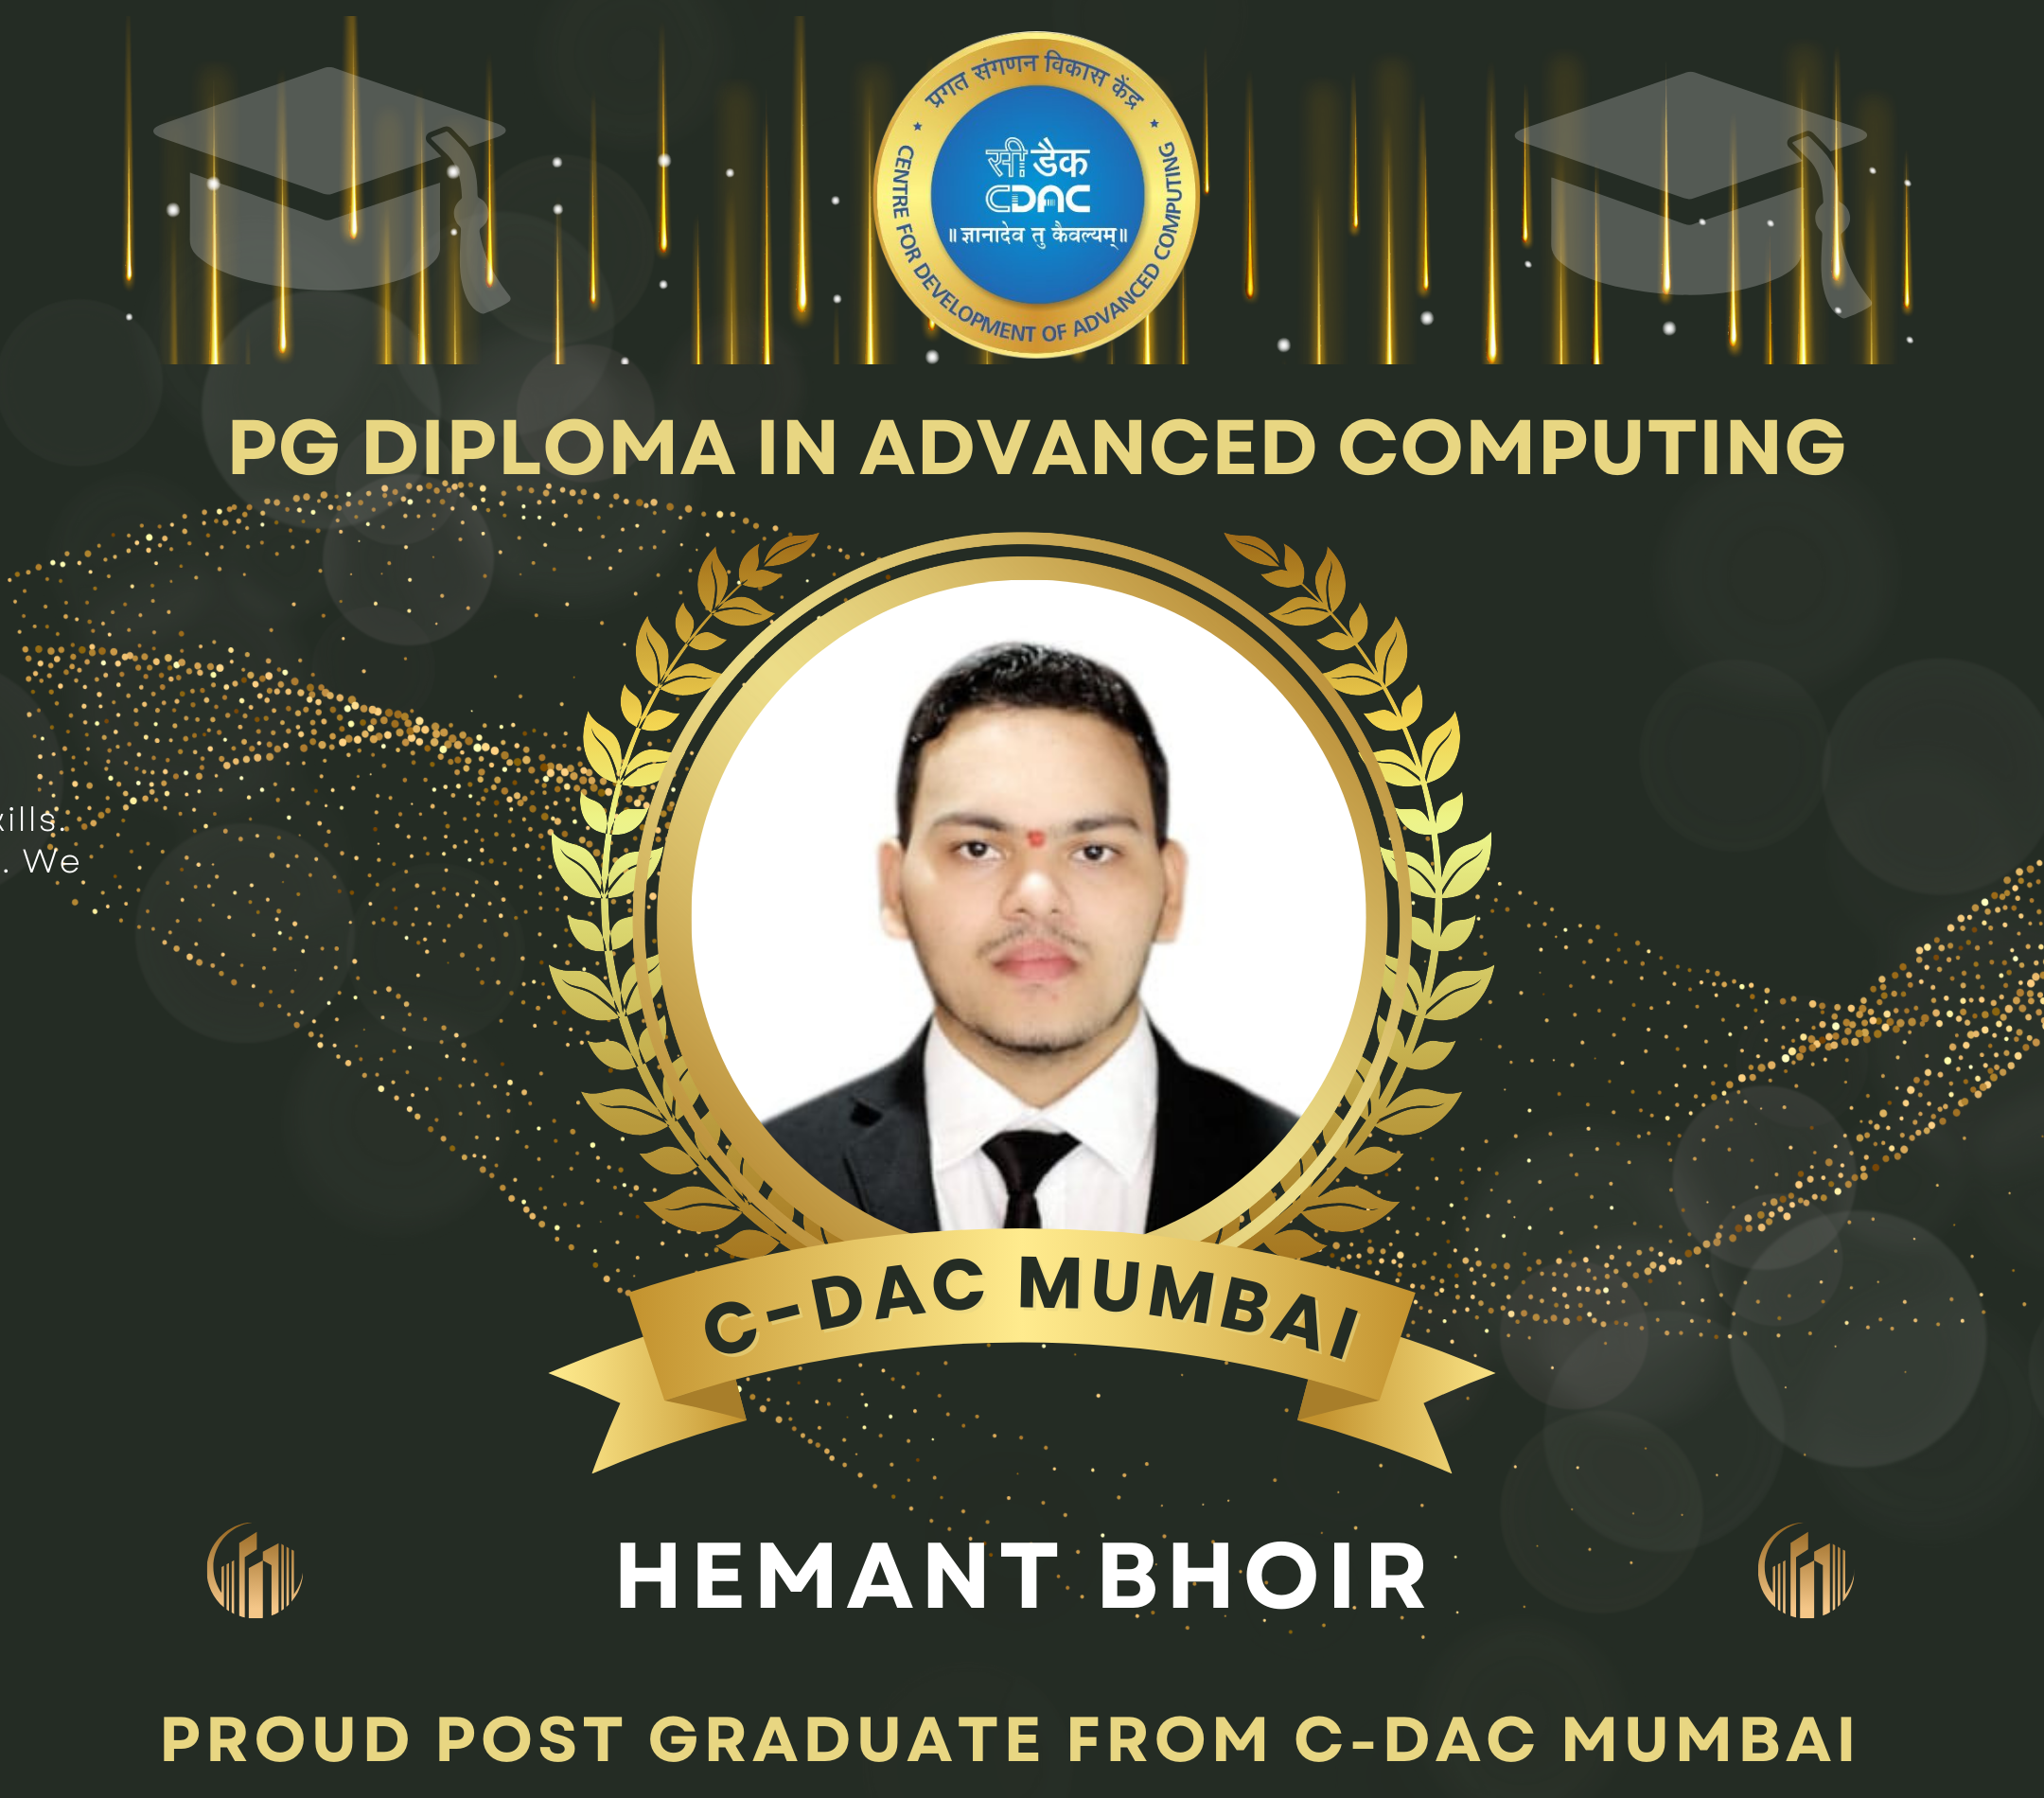 प्रगत संगणन विकास केंद्र
सी डैक
CDAC
॥ ज्ञानादेव तु कैवल्यम् ॥
CENTRE FOR DEVELOPMENT OF ADVANCED COMPUTING
PG DIPLOMA IN ADVANCED COMPUTING
. We
C-DAC MUMBAI
HEMANT BHOIR
PROUD POST GRADUATE FROM C-DAC MUMBAI